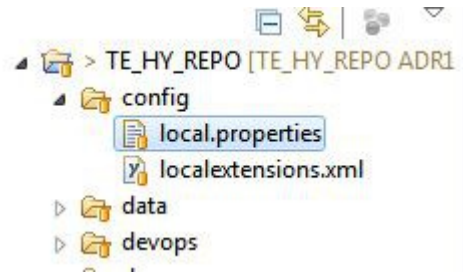 > TE_HY_REPO [TE_HY_REPO ADR1
config
local.properties
localextensions.xml
data
devops